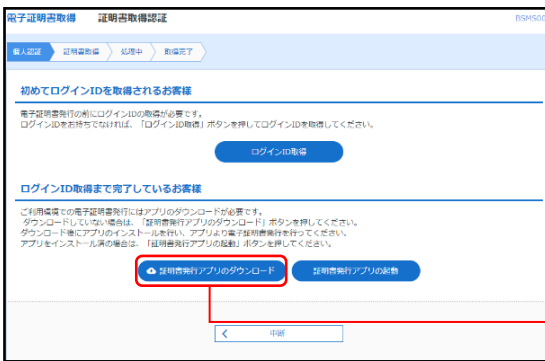 電子証明書取得 証明書取得認証
BSMS00
個人認証 証明書取得 処理中 取得完了
初めてログインIDを取得されるお客様
電子証明書発行の前にログインIDの取得が必要です。
ログインIDをお持ちでなければ、「ログインID取得」ボタンを押してログインIDを取得してください。
ログインID取得
ログインID取得まで完了しているお客様
ご利用環境での電子証明書発行にはアプリのダウンロードが必要です。
ダウンロードしていない場合は、「証明書発行アプリのダウンロード」ボタンを押してください。
ダウンロード後にアプリのインストールを行い、アプリより電子証明書発行を行ってください。
アプリをインストール済の場合は、「証明書発行アプリの起動」ボタンを押してください。
証明書発行アプリのダウンロード 証明書発行アプリの起動
中断